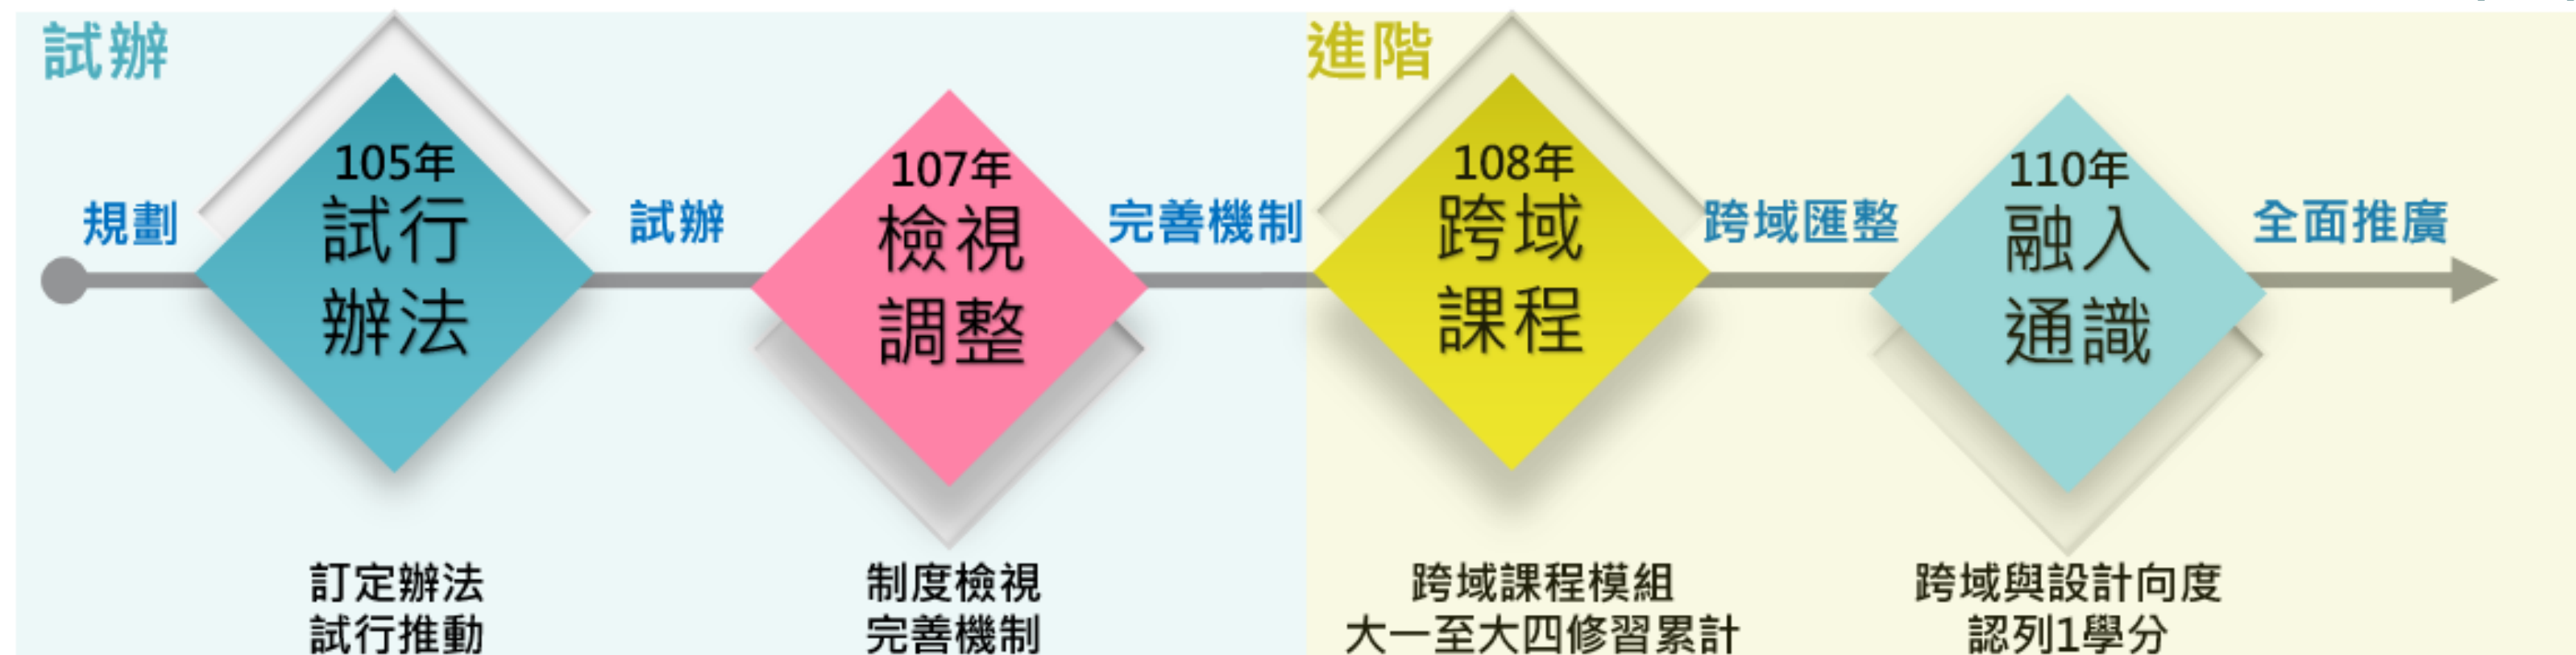 試辦
進階
規劃
105年
試行
辦法
試辦
107年
檢視
調整
完善機制
108年
跨域
課程
跨域匯整
110年
融入
通識
全面推廣
訂定辦法
試行推動
制度檢視
完善機制
跨域課程模組
大一至大四修習累計
跨域與設計向度
認列1學分